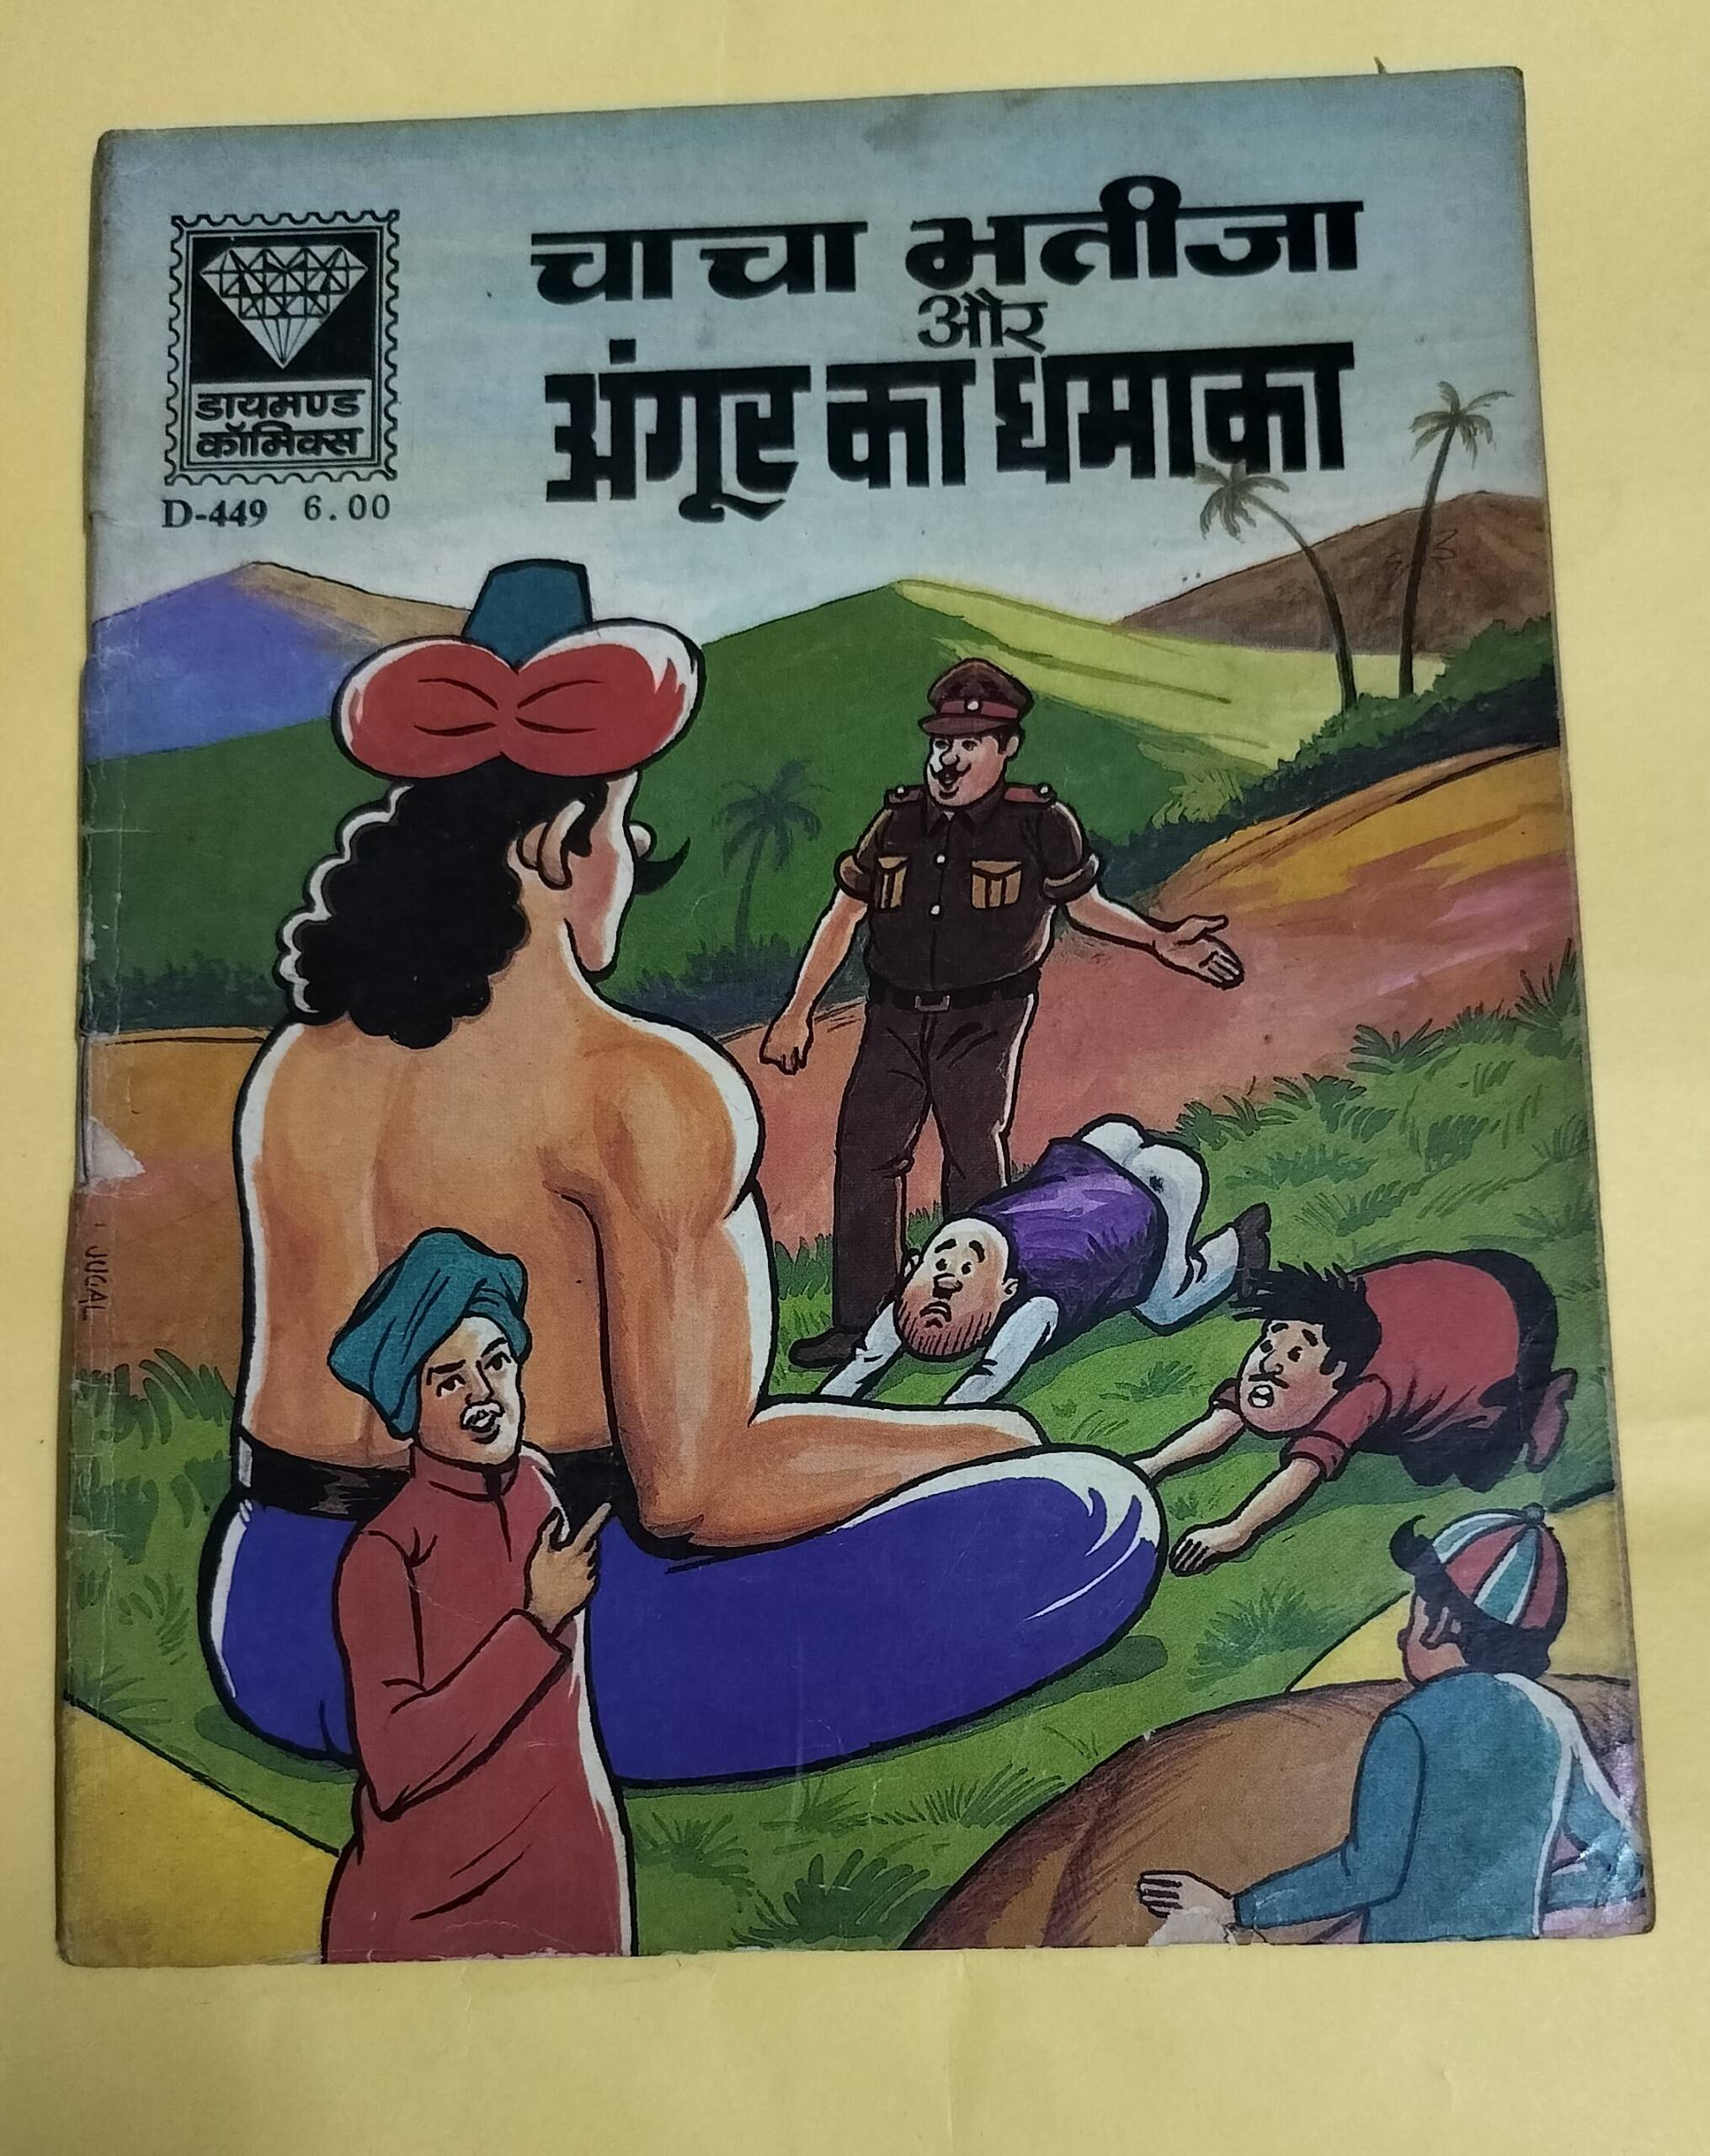 चाचा भतीजा
और
अंगूर का धमाका
डायमण्ड
कॉमिक्स
D-449 6.00
JUGAL